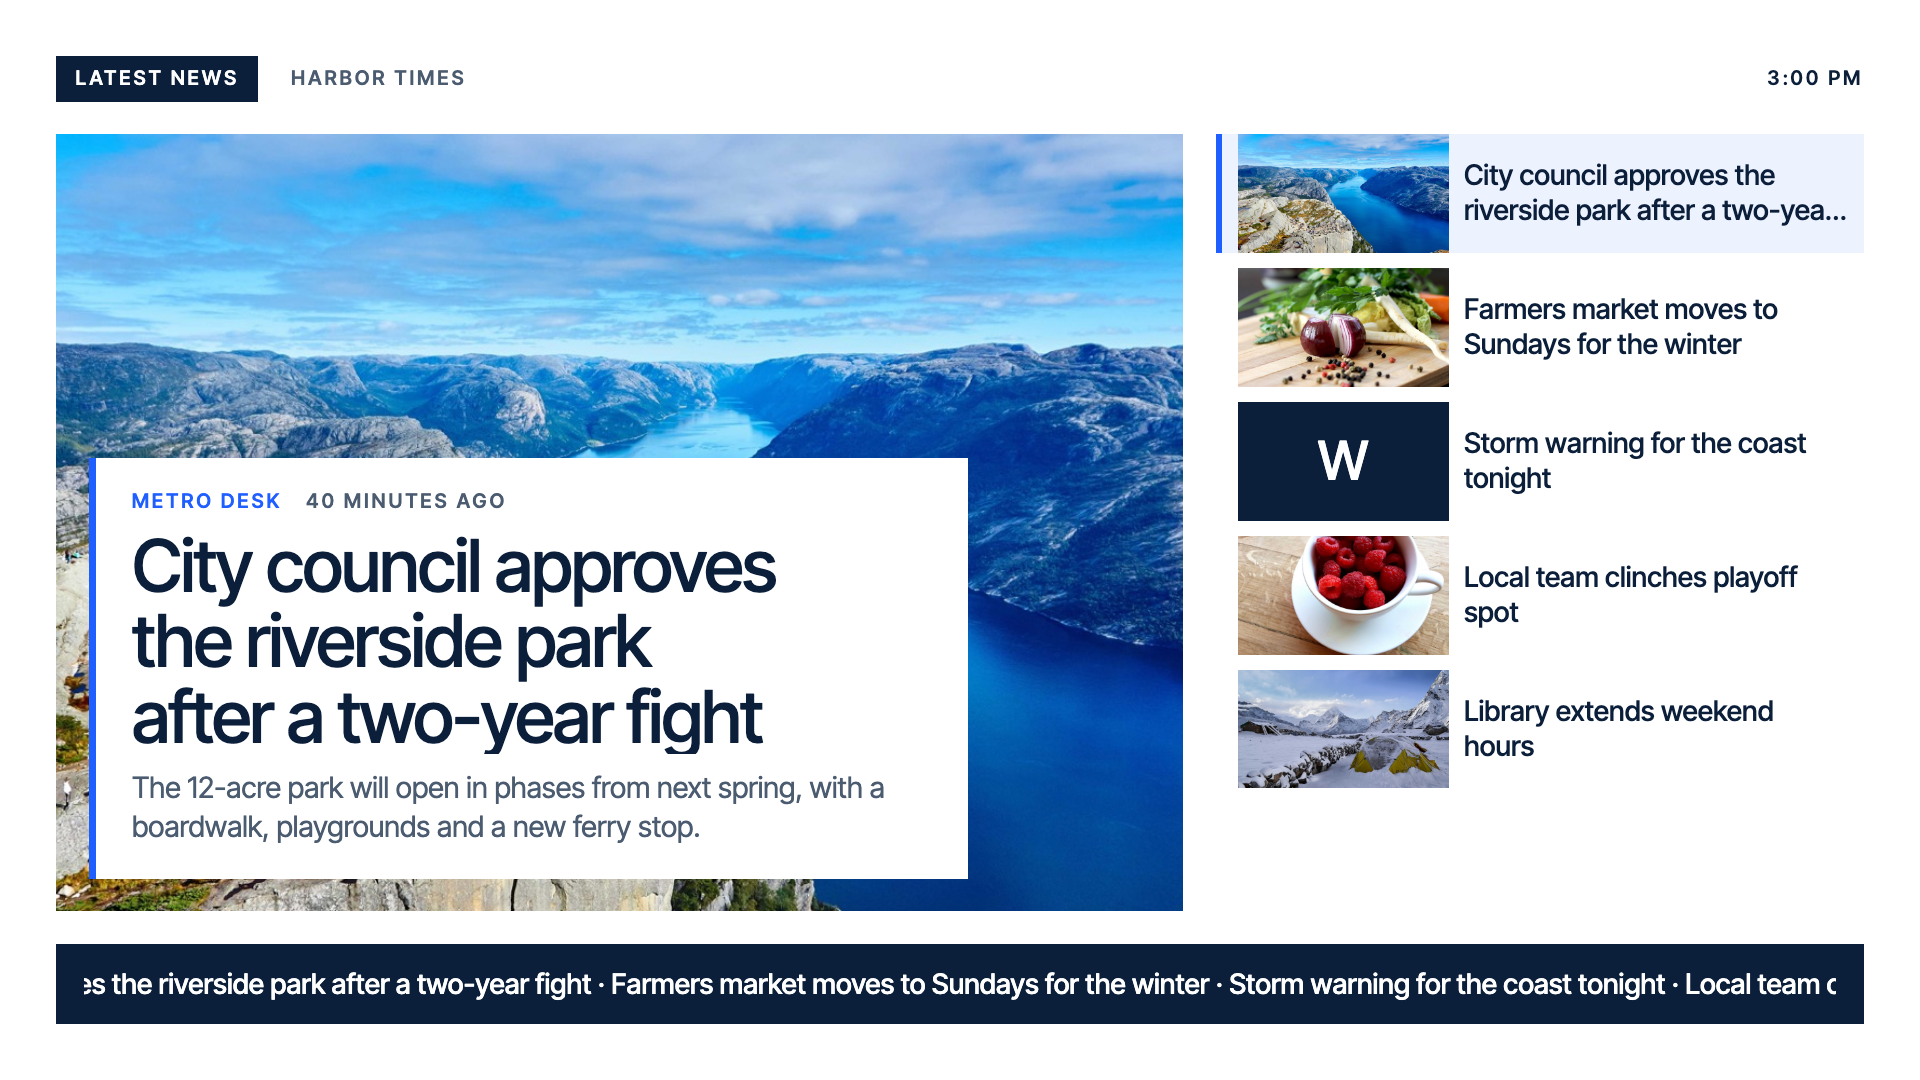 LATEST NEWS
HARBOR TIMES
3:00 PM
METRO DESK 40 MINUTES AGO
City council approves
the riverside park
after a two-year fight
The 12-acre park will open in phases from next spring, with a
boardwalk, playgrounds and a new ferry stop.
City council approves the
riverside park after a two-yea...
Farmers market moves to
Sundays for the winter
W
Storm warning for the coast
tonight
Local team clinches playoff
spot
Library extends weekend
hours
the riverside park after a two-year fight · Farmers market moves to Sundays for the winter · Storm warning for the coast tonight · Local team